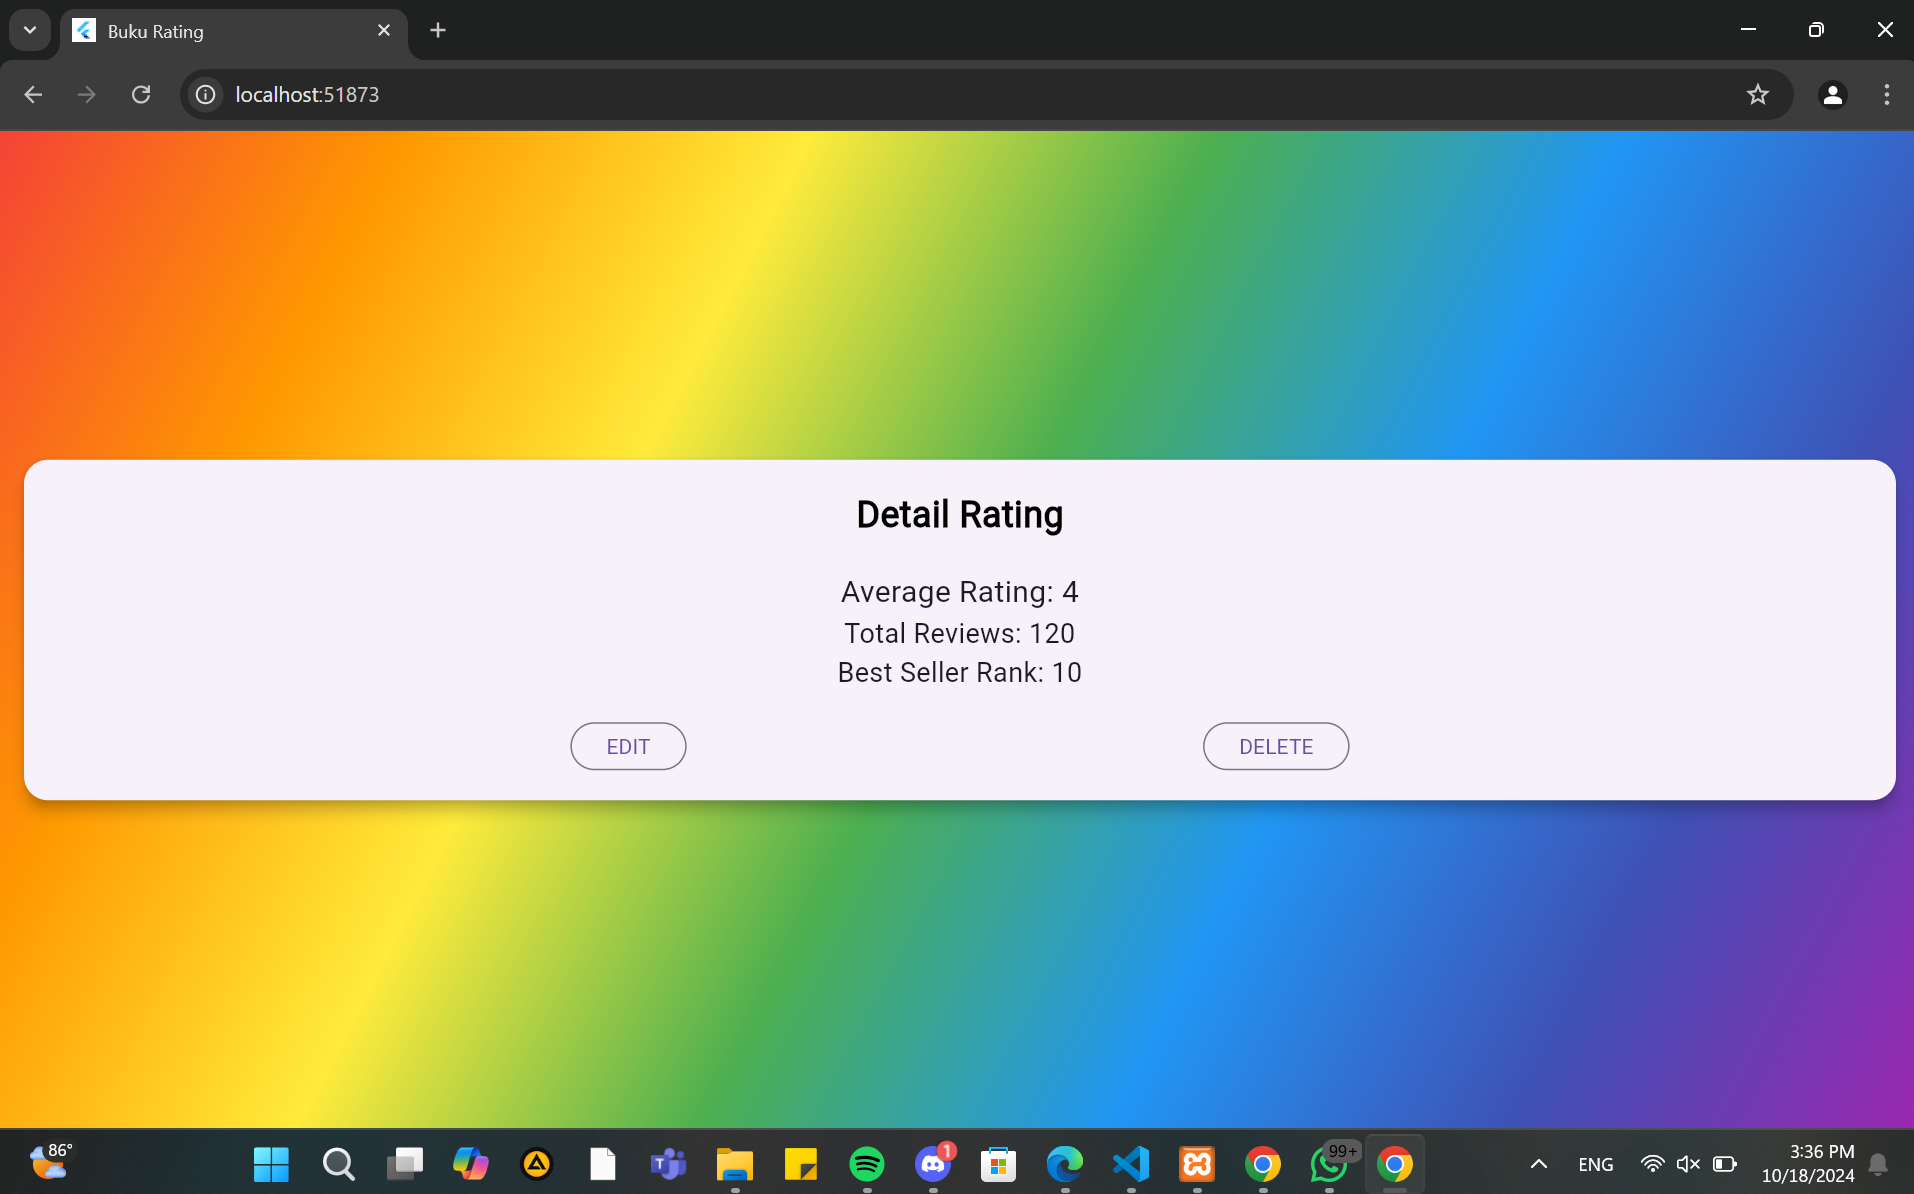 Buku Rating
localhost:51873
Detail Rating
Average Rating: 4
Total Reviews: 120
Best Seller Rank: 10
EDIT
DELETE
86°
1
99+
ENG
3:36 PM
10/18/2024